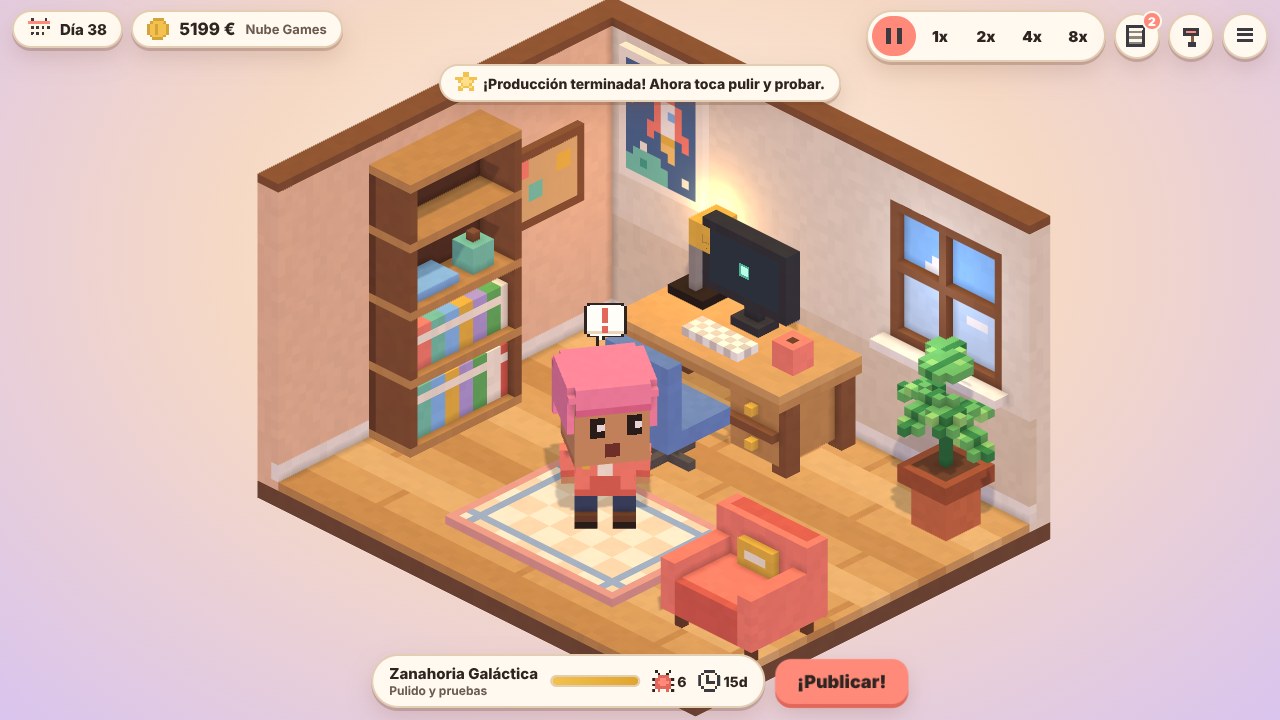 Día 38
5199 € Nube Games
1x 2x 4x 8x
2
¡Producción terminada! Ahora toca pulir y probar.
!
Zanahoria Galáctica
Pulido y pruebas
6
15d
¡Publicar!